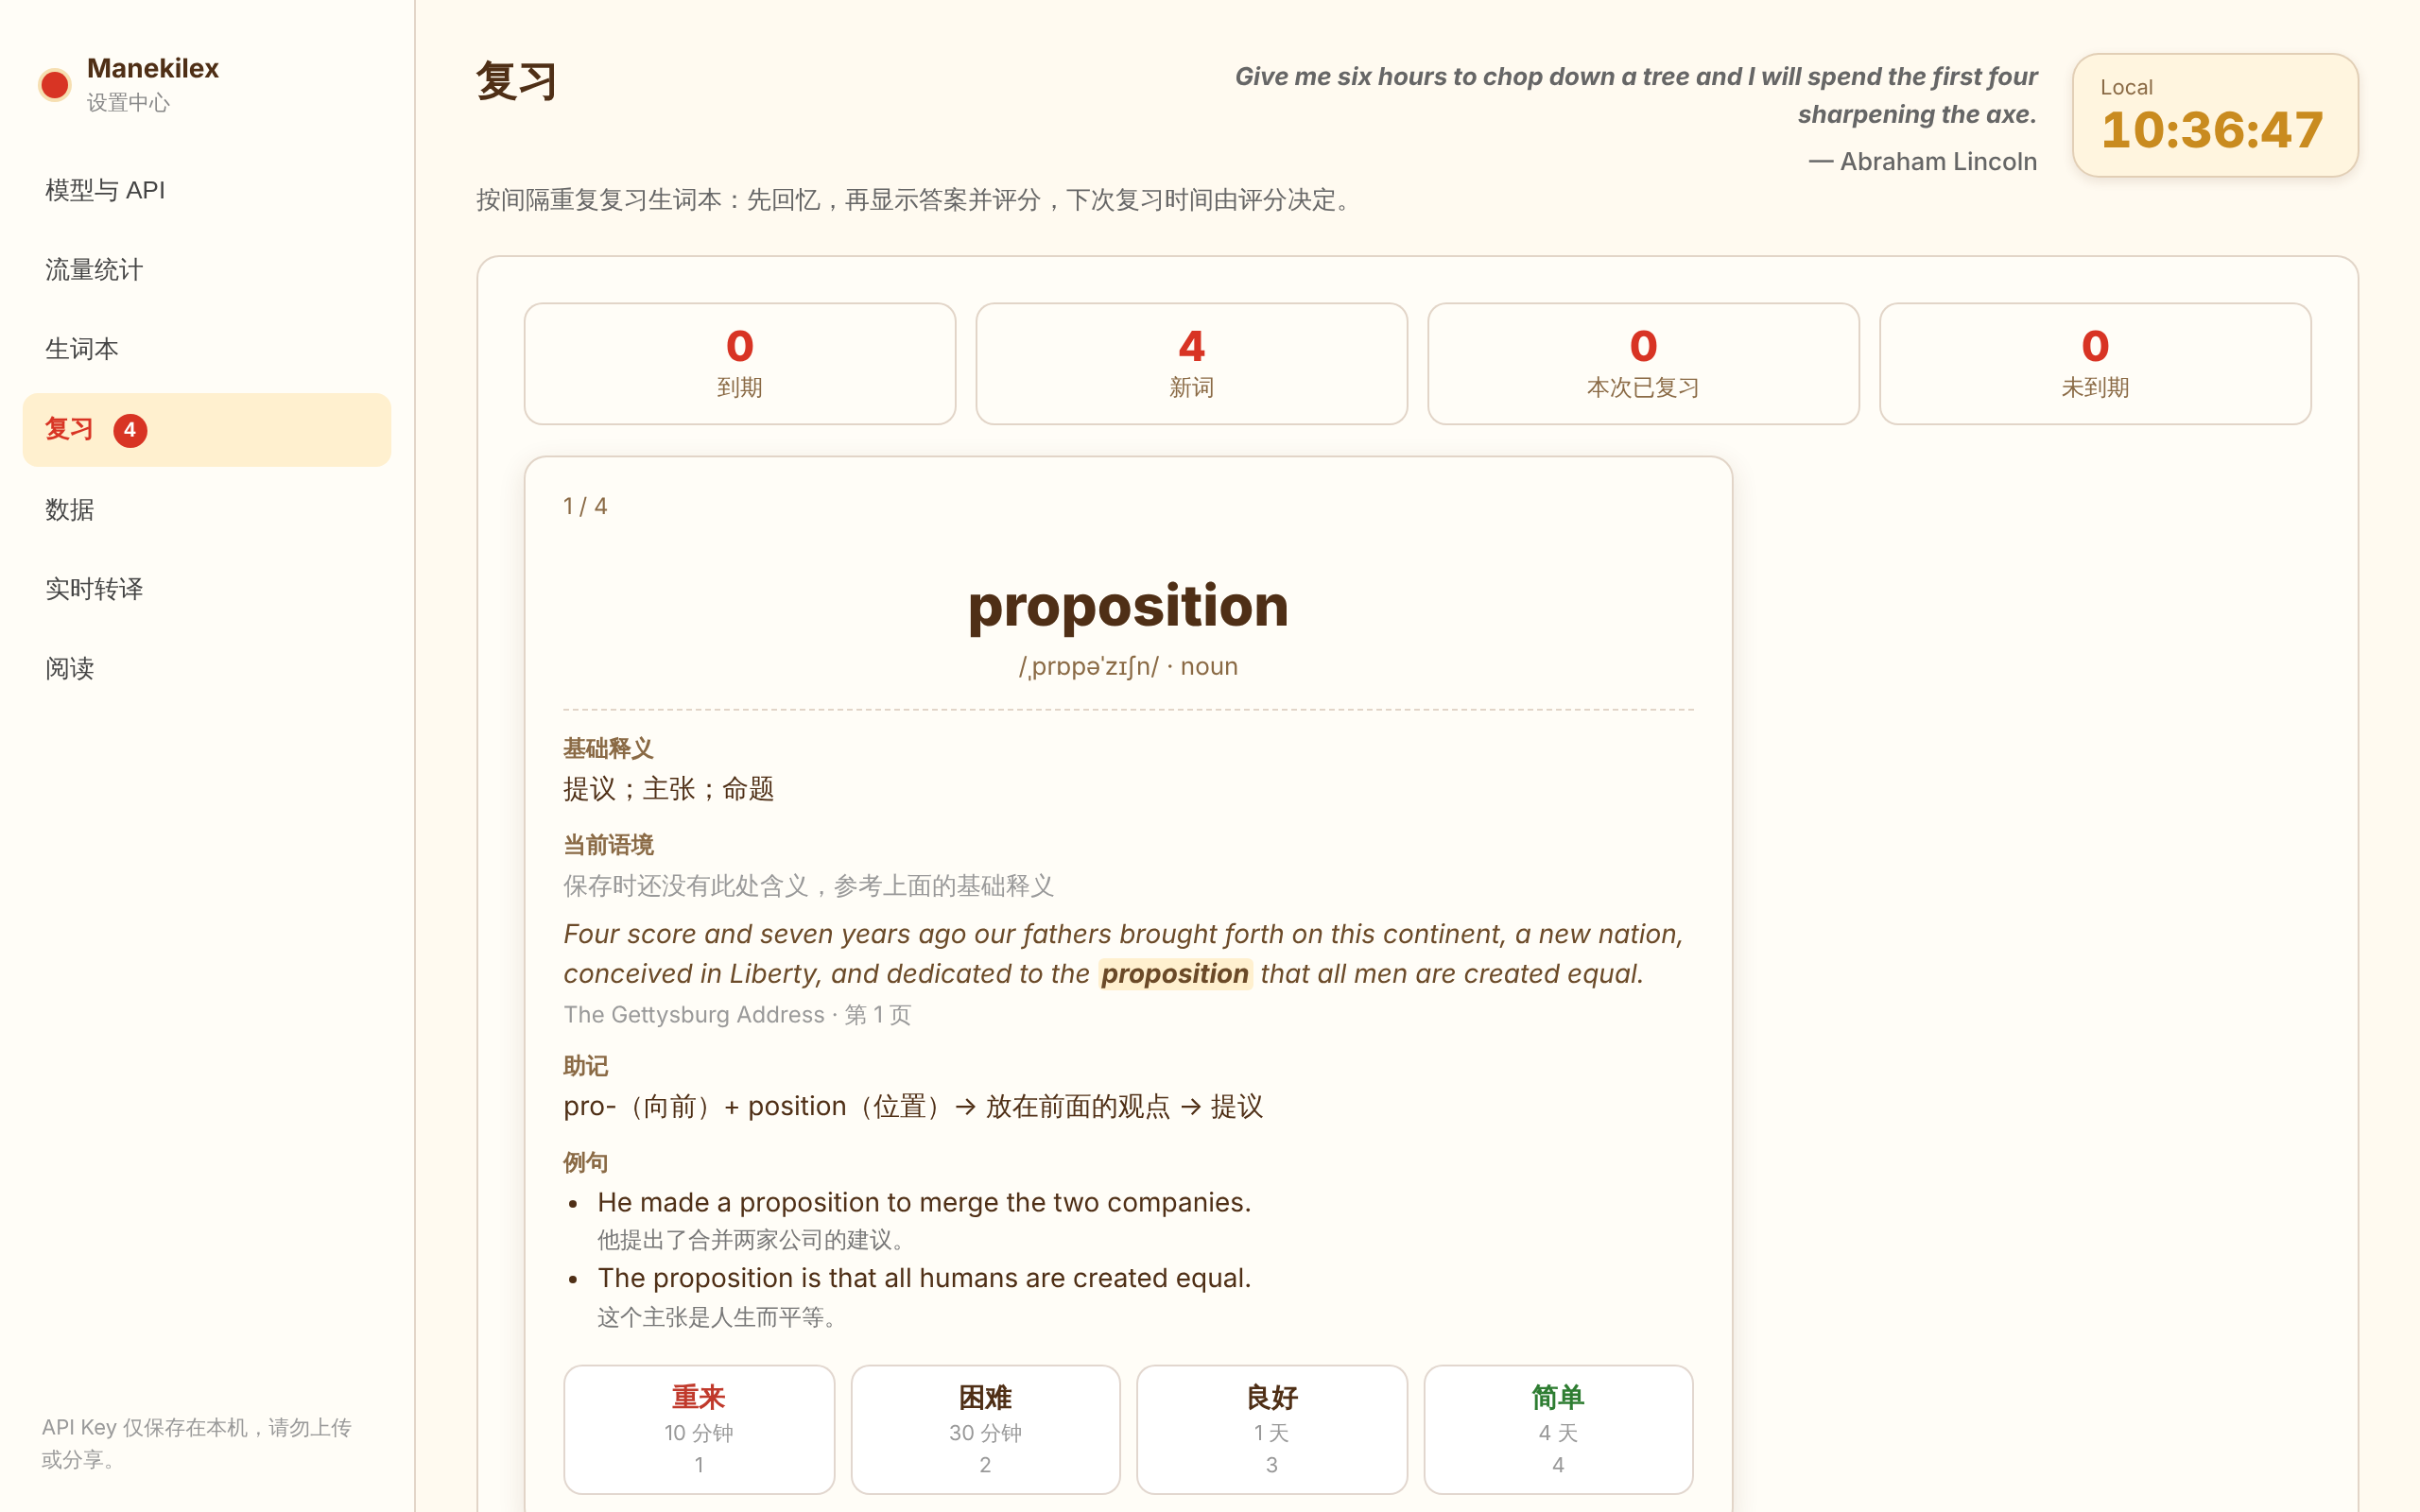 Manekilex
设置中心
模型与 API
流量统计
生词本
复习 4
数据
实时转译
阅读
API Key 仅保存在本机，请勿上传
或分享。
复习
Give me six hours to chop down a tree and I will spend the first four
sharpening the axe.
— Abraham Lincoln
Local
10:36:47
按间隔重复复习生词本：先回忆，再显示答案并评分，下次复习时间由评分决定。
0
到期
4
新词
0
本次已复习
0
未到期
1 / 4
proposition
/ˌprɒpəˈzɪʃn/ · noun
基础释义
提议；主张；命题
当前语境
保存时还没有此处含义，参考上面的基础释义
Four score and seven years ago our fathers brought forth on this continent, a new nation,
conceived in Liberty, and dedicated to the proposition that all men are created equal.
The Gettysburg Address · 第 1 页
助记
pro-（向前）+ position（位置）→ 放在前面的观点 → 提议
例句
• He made a proposition to merge the two companies.
他提出了合并两家公司的建议。
• The proposition is that all humans are created equal.
这个主张是人生而平等。
重来
10 分钟
1
困难
30 分钟
2
良好
1 天
3
简单
4 天
4